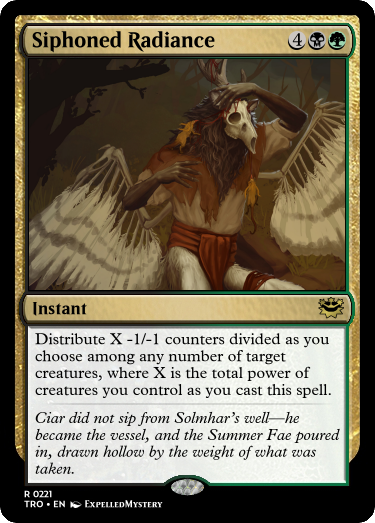 Siphoned Radiance 4
Instant
Distribute X -1/-1 counters divided as you
choose among any number of target
creatures, where X is the total power of
creatures you control as you cast this spell.
Ciar did not sip from Solmhar's well—he
became the vessel, and the Summer Fae poured
in, drawn hollow by the weight of what was
taken.
R 0221
TRO • EN ExpelledMystery